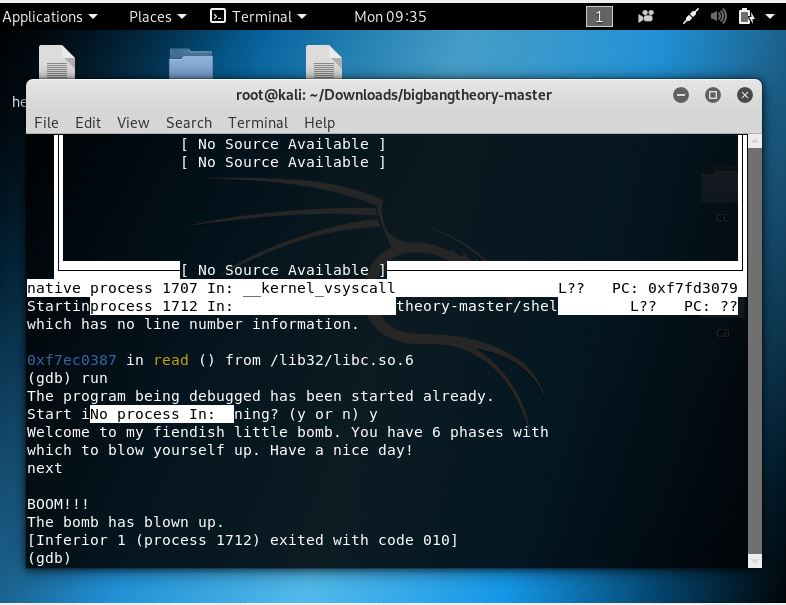 Applications Places Terminal Mon 09:35 1
he
root@kali: ~/Downloads/bigbangtheory-master
File Edit View Search Terminal Help
[ No Source Available ]
[ No Source Available ]
cc
[ No Source Available ]
native process 1707 In: __kernel_vsyscall L?? PC: 0xf7fd3079
Startinprocess 1712 In: theory-master/shel L?? PC: ??
which has no line number information.
ca
0xf7ec0387 in read () from /lib32/libc.so.6
(gdb) run
The program being debugged has been started already.
Start iNo process In: ning? (y or n) y
Welcome to my fiendish little bomb. You have 6 phases with
which to blow yourself up. Have a nice day!
next
BOOM!!!
The bomb has blown up.
[Inferior 1 (process 1712) exited with code 010]
(gdb)